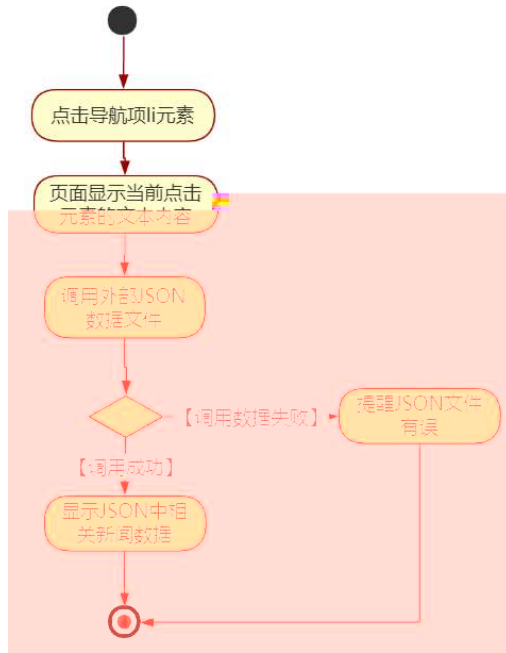 点击导航项li元素
页面显示当前点击
元素的文本内容
调用外部JSON
数据文件
【调用数据失败】
提醒JSON文件
有误
【调用成功】
显示JSON中相
关新闻数据